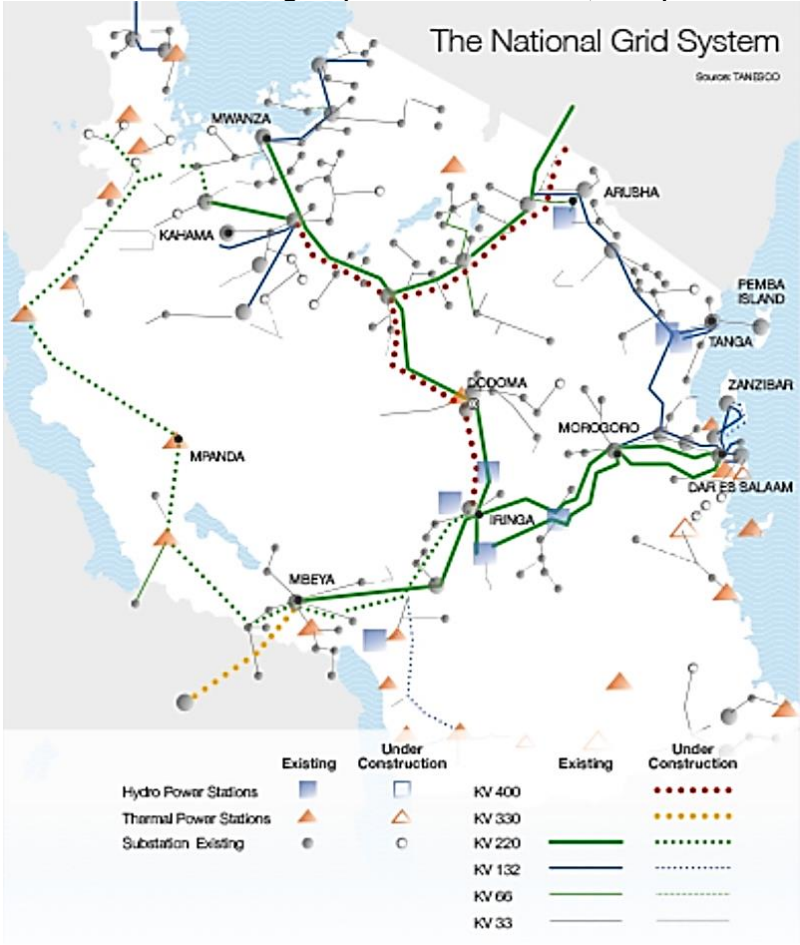 The National Grid System
Source: TANESCO
MWANZA
ARUSHA
KAHAMA
PEMBA
ISLAND
TANGA
DODOMA
ZANZIBAR
MOROGORO
MPANDA
DAR ES SALAAM
IRINGA
MBEYA
Existing
Under
Construction
Existing
Under
Construction
Hydro Power Stations
KV 400
Thermal Power Stations
KV 330
Substation Existing
KV 220
KV 132
KV 66
KV 33